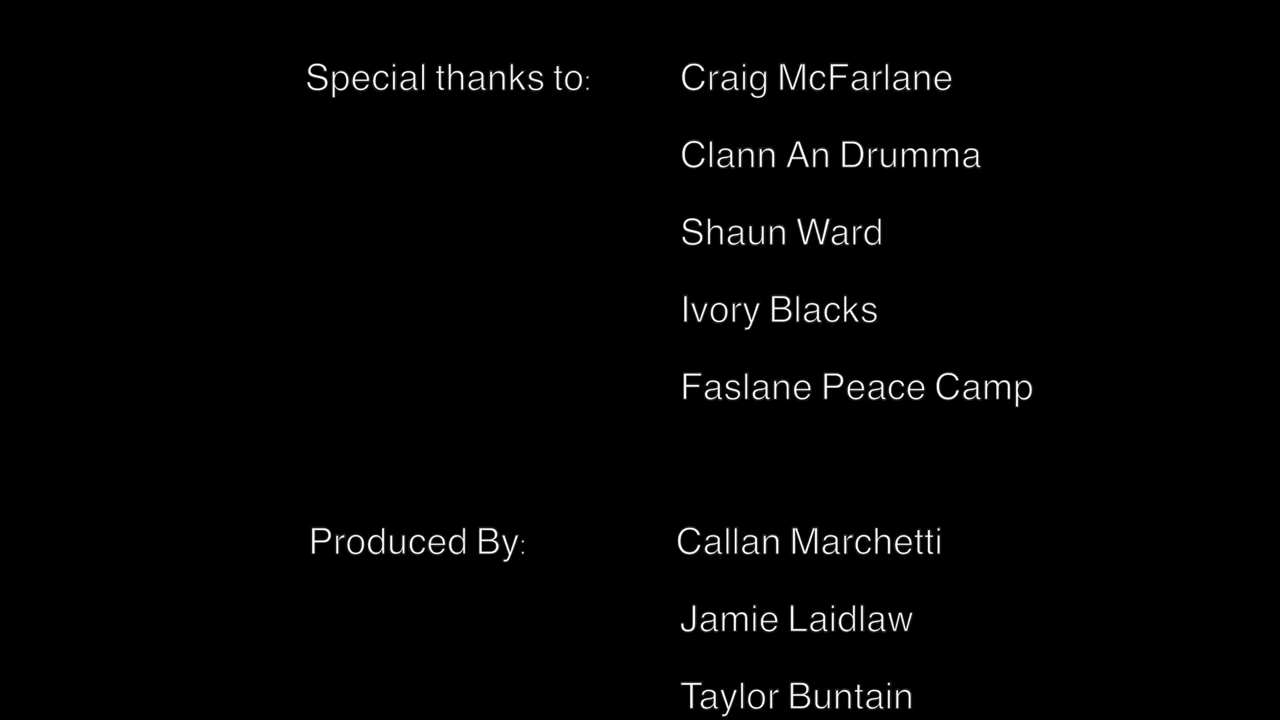 Special thanks to: Craig McFarlane
Clann An Drumma
Shaun Ward
Ivory Blacks
Faslane Peace Camp
Produced By: Callan Marchetti
Jamie Laidlaw
Taylor Buntain